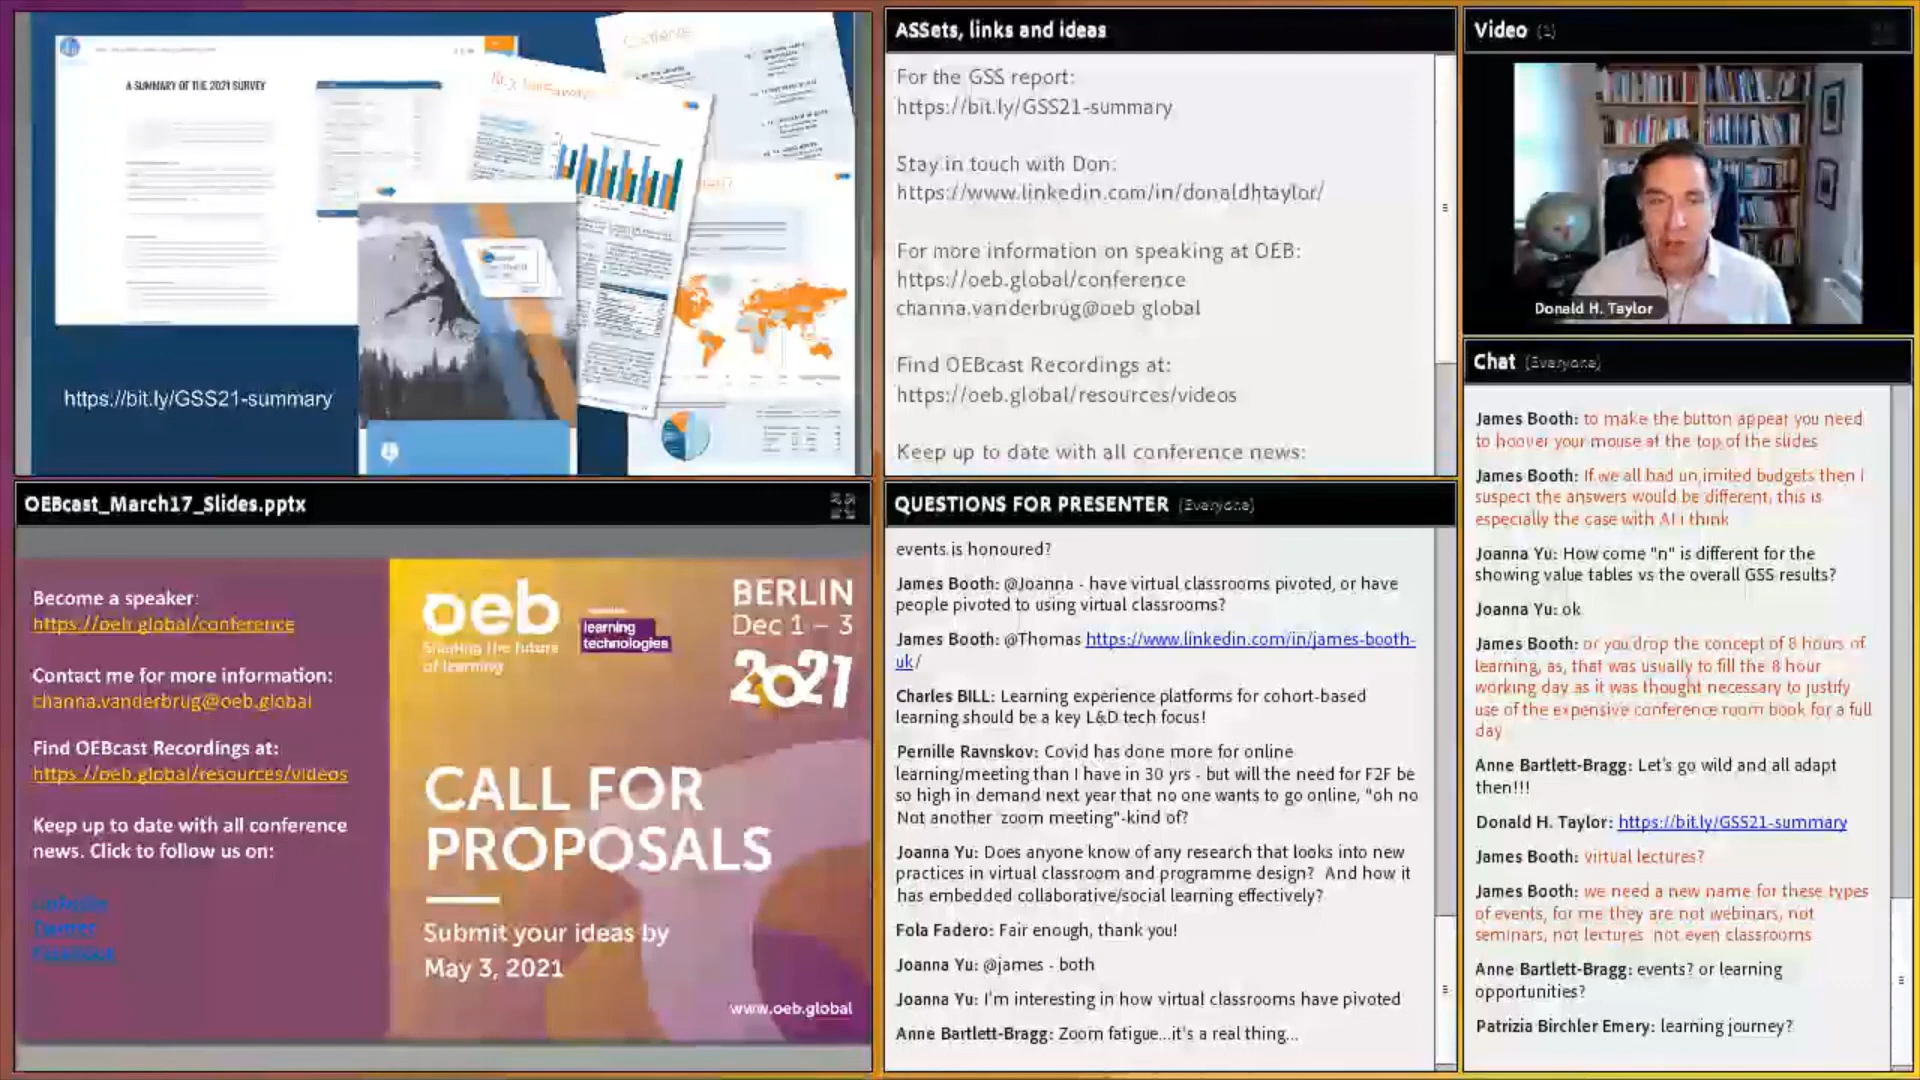 A SUMMARY OF THE 2021 SURVEY
https://bit.ly/GSS21-summary
ASSets, links and ideas
For the GSS report:
https://bit.ly/GSS21-summary
Stay in touch with Don:
https://www.linkedin.com/in/donaldhtaylor/
For more information on speaking at OEB:
https://oeb.global/conference
channa.vanderbrug@oeb global
Find OEBcast Recordings at:
https://oeb.global/resources/videos
Keep up to date with all conference news:
Video (1)
Donald H. Taylor
OEBcast_March17_Slides.pptx
Become a speaker:
https://oeb.global/conference
Contact me for more information:
channa.vanderbrug@oeb.global
Find OEBcast Recordings at:
https://oeb.global/resources/videos
Keep up to date with all conference
news. Click to follow us on:
LinkedIn
Twitter
Facebook
oeb
Shaping the future
of learning
learning
technologies
BERLIN
Dec 1 – 3
2021
CALL FOR
PROPOSALS
Submit your ideas by
May 3, 2021
www.oeb.global
QUESTIONS FOR PRESENTER (Everyone)
events is honoured?
James Booth: @Joanna - have virtual classrooms pivoted, or have
people pivoted to using virtual classrooms?
James Booth: @Thomas https://www.linkedin.com/in/james-booth-
uk/
Charles BILL: Learning experience platforms for cohort-based
learning should be a key L&D tech focus!
Pernille Ravnskov: Covid has done more for online
learning/meeting than I have in 30 yrs - but will the need for F2F be
so high in demand next year that no one wants to go online, "oh no
Not another zoom meeting"-kind of?
Joanna Yu: Does anyone know of any research that looks into new
practices in virtual classroom and programme design? And how it
has embedded collaborative/social learning effectively?
Fola Fadero: Fair enough, thank you!
Joanna Yu: @james - both
Joanna Yu: I'm interesting in how virtual classrooms have pivoted
Anne Bartlett-Bragg: Zoom fatigue...it's a real thing...
Chat (Everyone)
James Booth: to make the button appear you need
to hoover your mouse at the top of the slides
James Booth: If we all had un imited budgets then I
suspect the answers would be different, this is
especially the case with AI I think
Joanna Yu: How come "n" is different for the
showing value tables vs the overall GSS results?
Joanna Yu: ok
James Booth: or you drop the concept of 8 hours of
learning, as, that was usually to fill the 8 hour
working day as it was thought necessary to justify
use of the expensive conference room book for a full
day
Anne Bartlett-Bragg: Let's go wild and all adapt
then!!!
Donald H. Taylor: https://bit.ly/GSS21-summary
James Booth: virtual lectures?
James Booth: we need a new name for these types
of events, for me they are not webinars, not
seminars, not lectures not even classrooms
Anne Bartlett-Bragg: events? or learning
opportunities?
Patrizia Birchler Emery: learning journey?